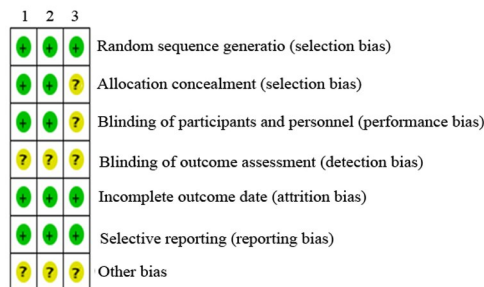 1 2 3
+ + + Random sequence generatio (selection bias)
+ + ? Allocation concealment (selection bias)
+ + ? Blinding of participants and personnel (performance bias)
? ? ? Blinding of outcome assessment (detection bias)
+ + + Incomplete outcome date (attrition bias)
+ + + Selective reporting (reporting bias)
? ? ? Other bias